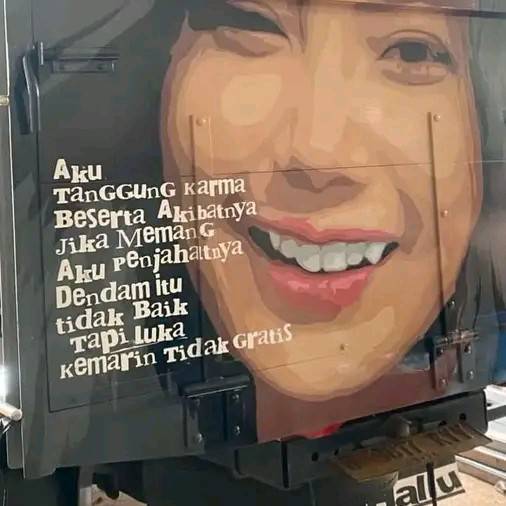 Aku
Tanggung Karma
Beserta Akibatnya
Jika Memang
Aku Penjahatnya
Dendam itu
tidak Baik
Tapi Luka
Kemarin Tidak Gratis